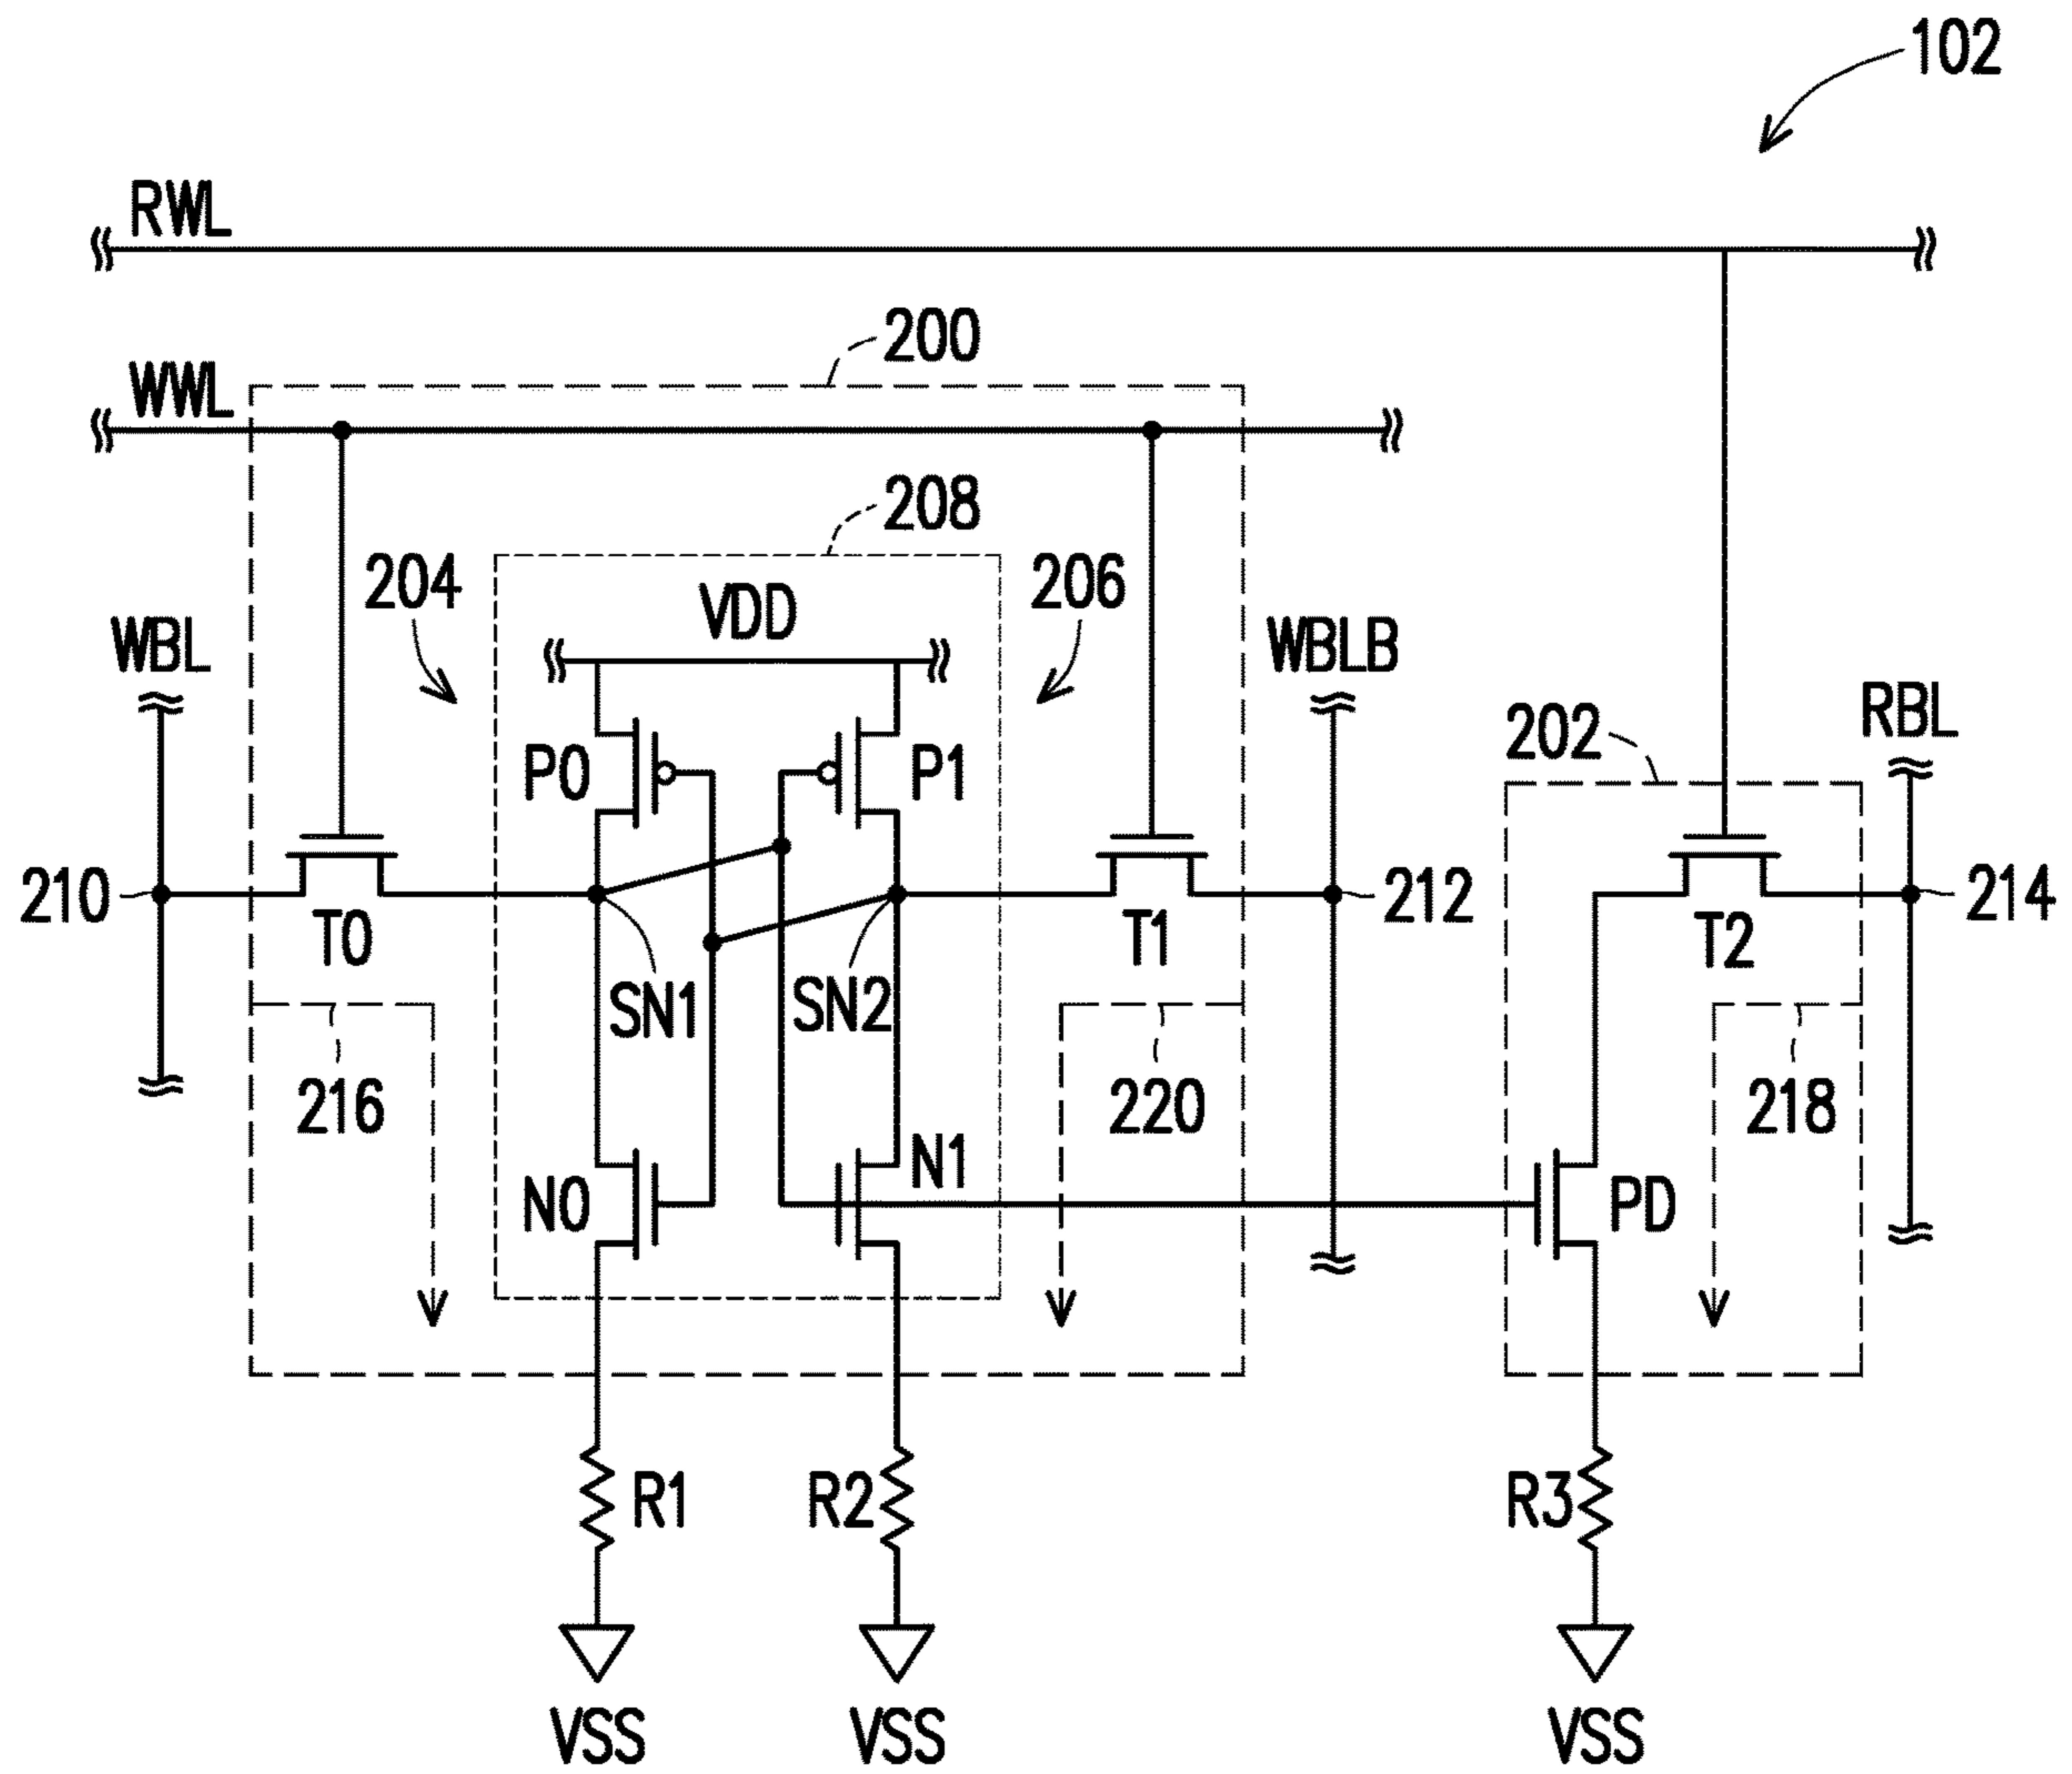 102
RWL
200
WWL
208
204
VDD
206
WBL
WBLB
RBL
202
P0
P1
210
T0
212
T1
214
T2
SN1
SN2
216
220
218
N1
N0
PD
R1
R2
R3
VSS
VSS
VSS